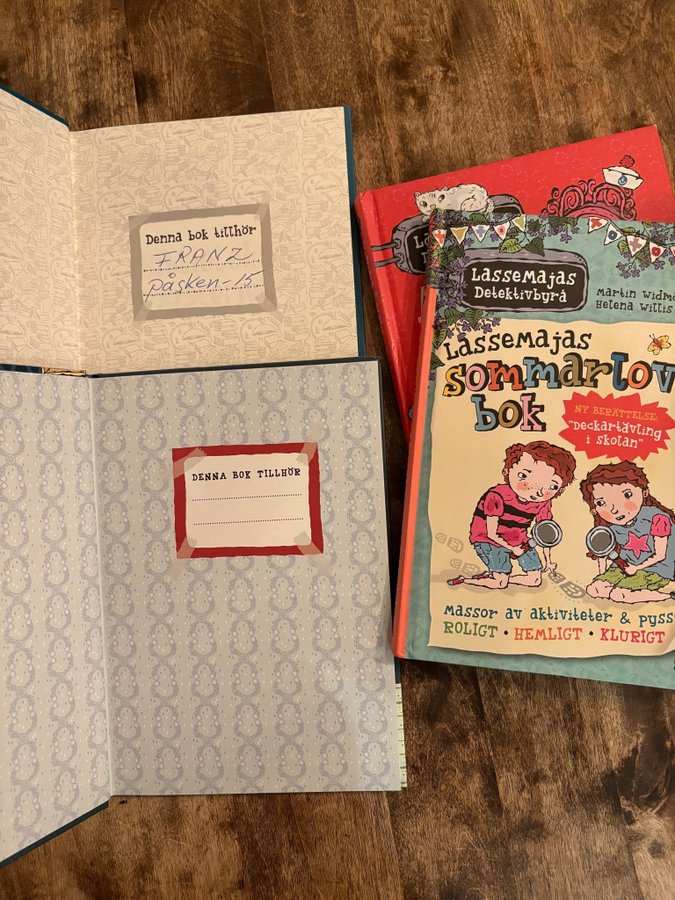 Denna bok tillhör
FRANZ
påsken-15
DENNA BOK TILLHÖR
LasseMajas
Detektivbyrå
Martin
Helena Willis
LasseMajas
sommarlov
bok
NY BERÄTTELSE:
"Deckartävling
i skolan"
Massor av aktiviteter & pyss
ROLIGT • HEMLIGT • KLURIGT